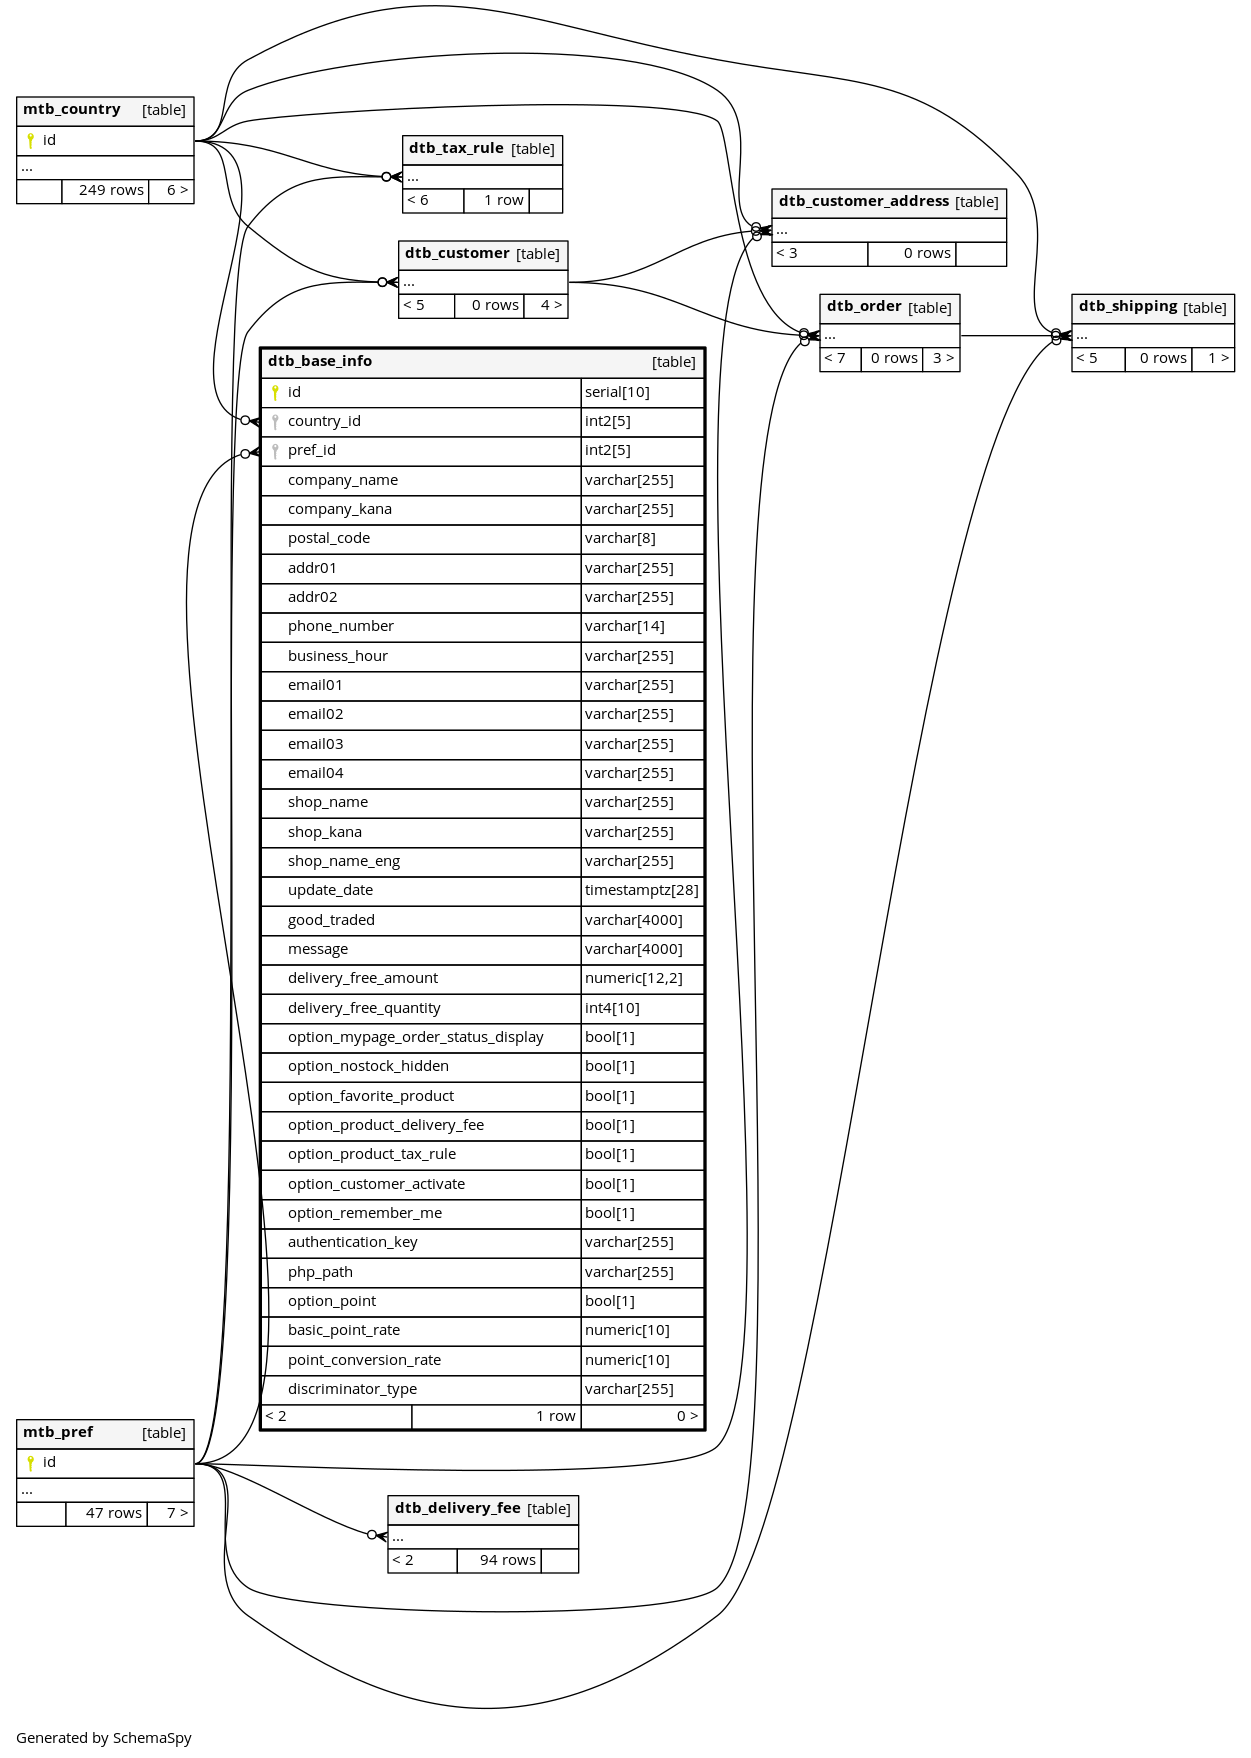 mtb_country [table]
id
...
249 rows 6 >
dtb_tax_rule [table]
...
< 6 1 row
dtb_customer_address [table]
...
< 3 0 rows
dtb_customer [table]
...
< 5 0 rows 4 >
dtb_order [table]
...
< 7 0 rows 3 >
dtb_shipping [table]
...
< 5 0 rows 1 >
dtb_base_info [table]
id serial[10]
country_id int2[5]
pref_id int2[5]
company_name varchar[255]
company_kana varchar[255]
postal_code varchar[8]
addr01 varchar[255]
addr02 varchar[255]
phone_number varchar[14]
business_hour varchar[255]
email01 varchar[255]
email02 varchar[255]
email03 varchar[255]
email04 varchar[255]
shop_name varchar[255]
shop_kana varchar[255]
shop_name_eng varchar[255]
update_date timestamptz[28]
good_traded varchar[4000]
message varchar[4000]
delivery_free_amount numeric[12,2]
delivery_free_quantity int4[10]
option_mypage_order_status_display bool[1]
option_nostock_hidden bool[1]
option_favorite_product bool[1]
option_product_delivery_fee bool[1]
option_product_tax_rule bool[1]
option_customer_activate bool[1]
option_remember_me bool[1]
authentication_key varchar[255]
php_path varchar[255]
option_point bool[1]
basic_point_rate numeric[10]
point_conversion_rate numeric[10]
discriminator_type varchar[255]
< 2 1 row 0 >
mtb_pref [table]
id
...
47 rows 7 >
dtb_delivery_fee [table]
...
< 2 94 rows
Generated by SchemaSpy